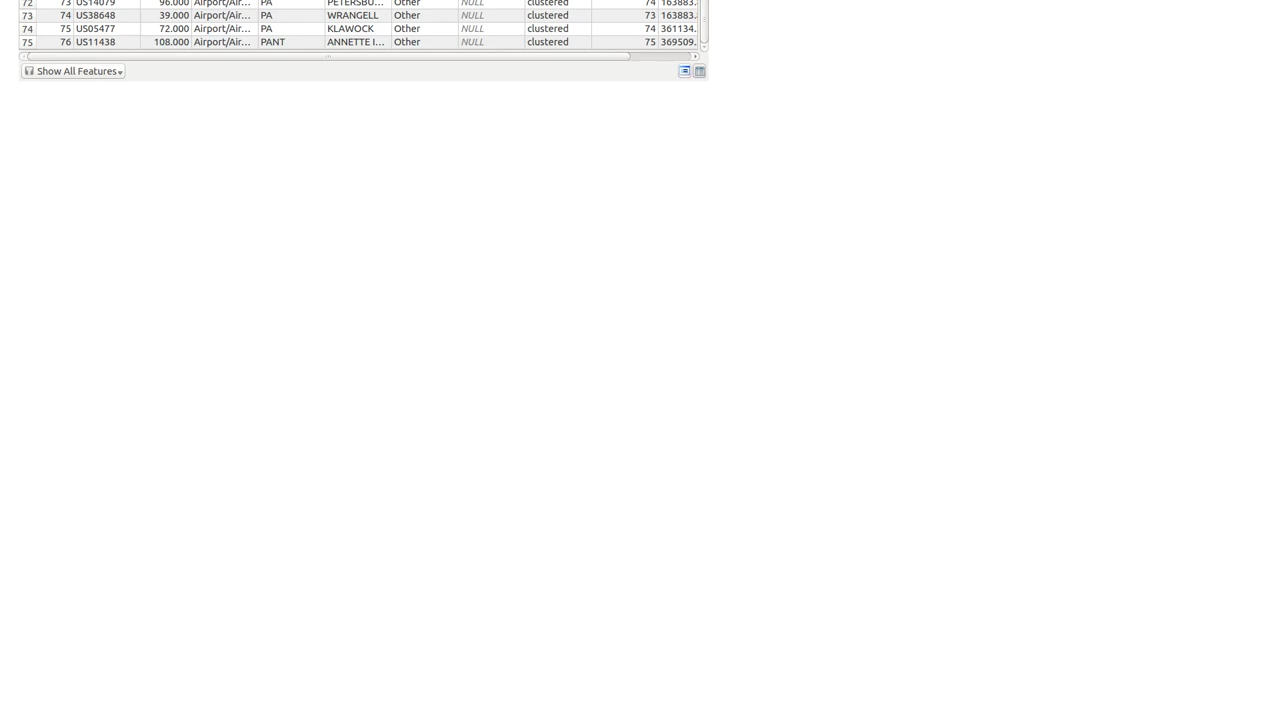 72 73 US14079 96.000 Airport/Air... PA PETERSBU... Other NULL clustered 74 163883.
73 74 US38648 39.000 Airport/Air... PA WRANGELL Other NULL clustered 73 163883.
74 75 US05477 72.000 Airport/Air... PA KLAWOCK Other NULL clustered 74 361134.
75 76 US11438 108.000 Airport/Air... PANT ANNETTE I... Other NULL clustered 75 369509.
Show All Features